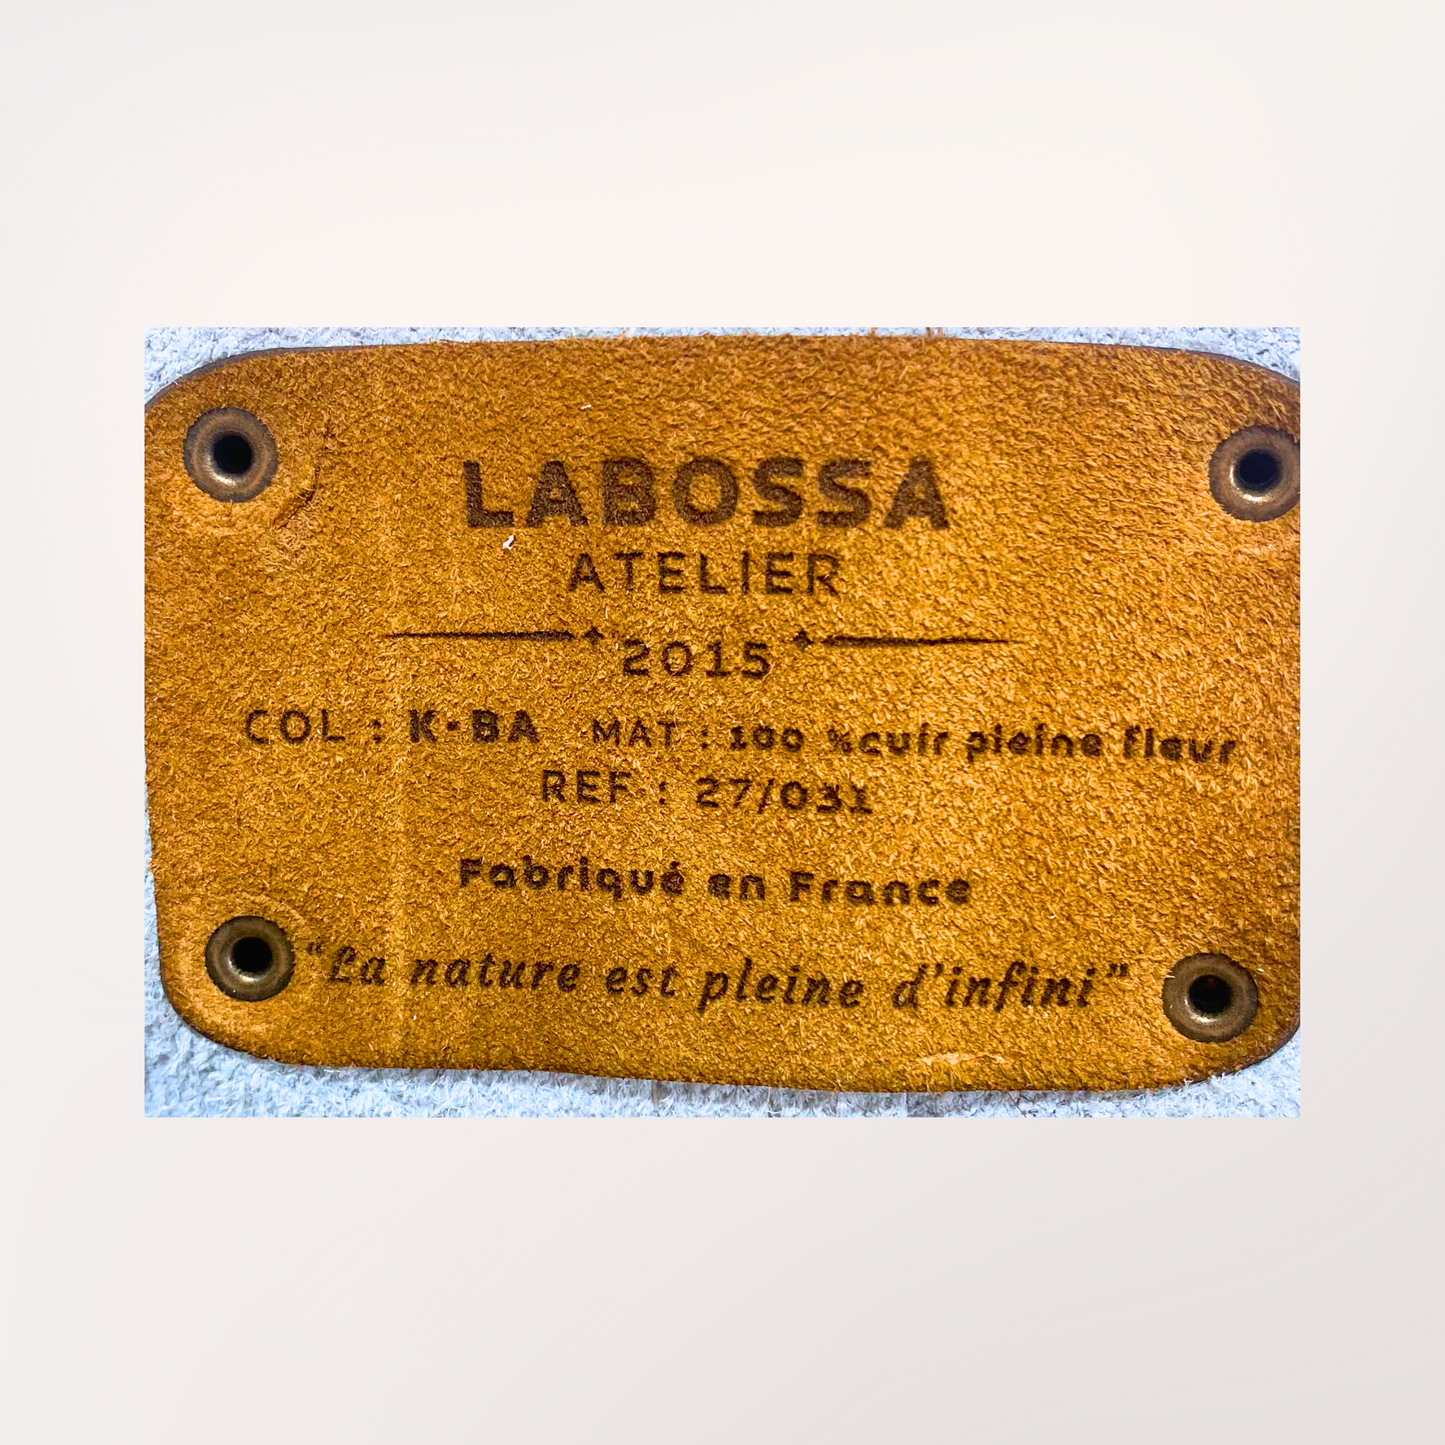 LABOSSA
ATELIER
2015
COL : K·BA MAT : 100 %cuir pleine fleur
REF : 27/031
Fabriqué en France
“La nature est pleine d'infini”